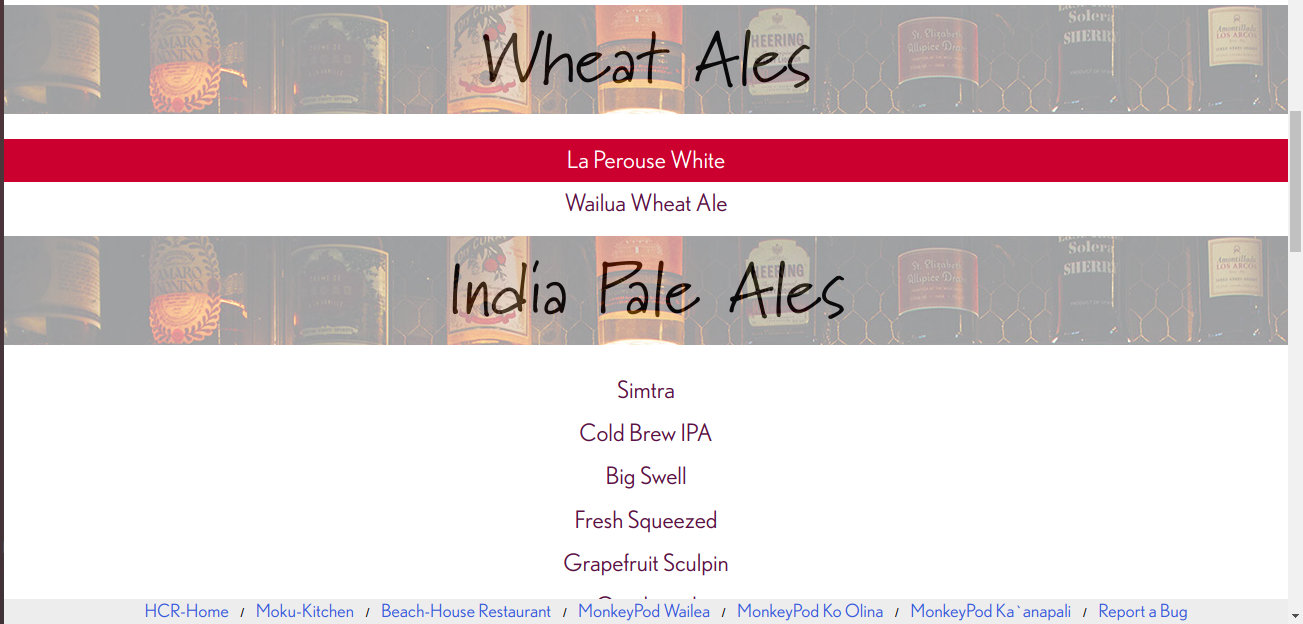 Wheat Ales
La Perouse White
Wailua Wheat Ale
India Pale Ales
Simtra
Cold Brew IPA
Big Swell
Fresh Squeezed
Grapefruit Sculpin
HCR-Home / Moku-Kitchen / Beach-House Restaurant / MonkeyPod Wailea / MonkeyPod Ko Olina / MonkeyPod Ka`anapali / Report a Bug